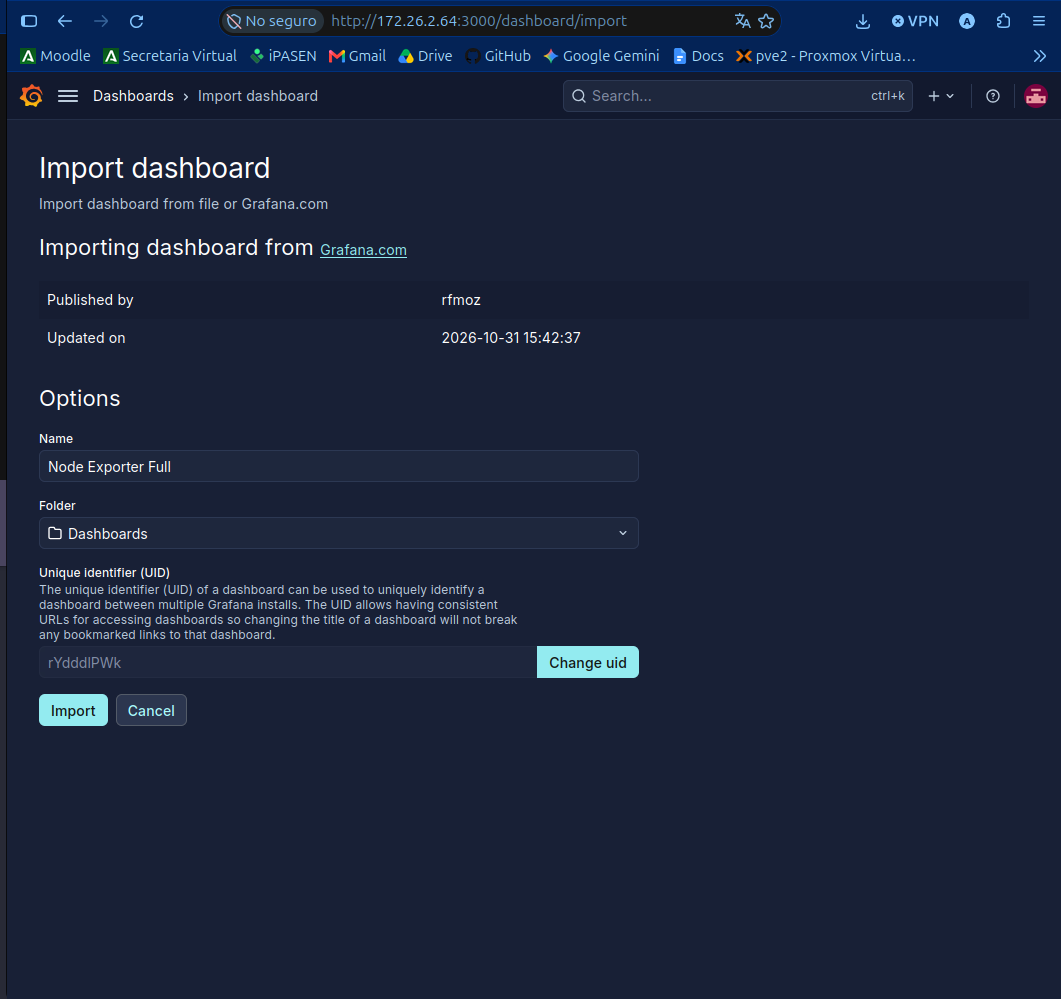 No seguro http://172.26.2.64:3000/dashboard/import VPN A
Moodle Secretaria Virtual iPASEN Gmail Drive GitHub Google Gemini Docs pve2 - Proxmox Virtua…
Dashboards › Import dashboard Search... ctrl+k
Import dashboard
Import dashboard from file or Grafana.com
Importing dashboard from Grafana.com
Published by rfmoz
Updated on 2026-10-31 15:42:37
Options
Name
Node Exporter Full
Folder
Dashboards
Unique identifier (UID)
The unique identifier (UID) of a dashboard can be used to uniquely identify a
dashboard between multiple Grafana installs. The UID allows having consistent
URLs for accessing dashboards so changing the title of a dashboard will not break
any bookmarked links to that dashboard.
rYdddlPWk Change uid
Import Cancel